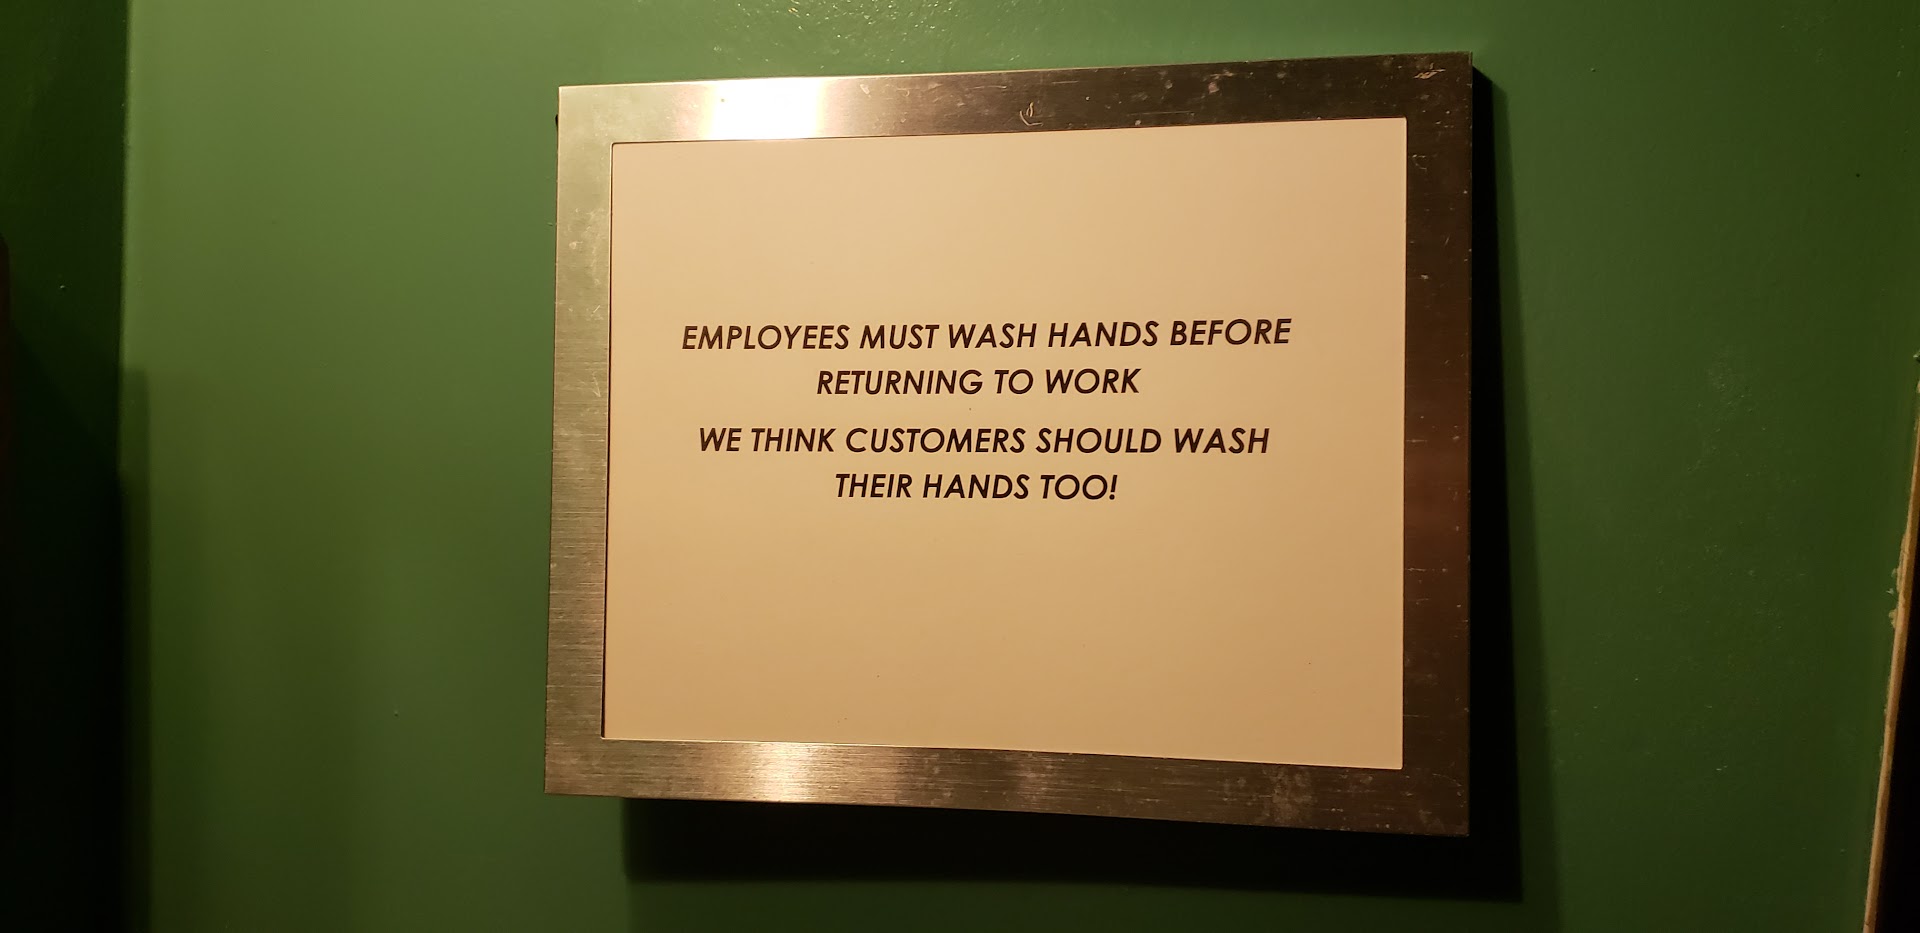 EMPLOYEES MUST WASH HANDS BEFORE
RETURNING TO WORK
WE THINK CUSTOMERS SHOULD WASH
THEIR HANDS TOO!